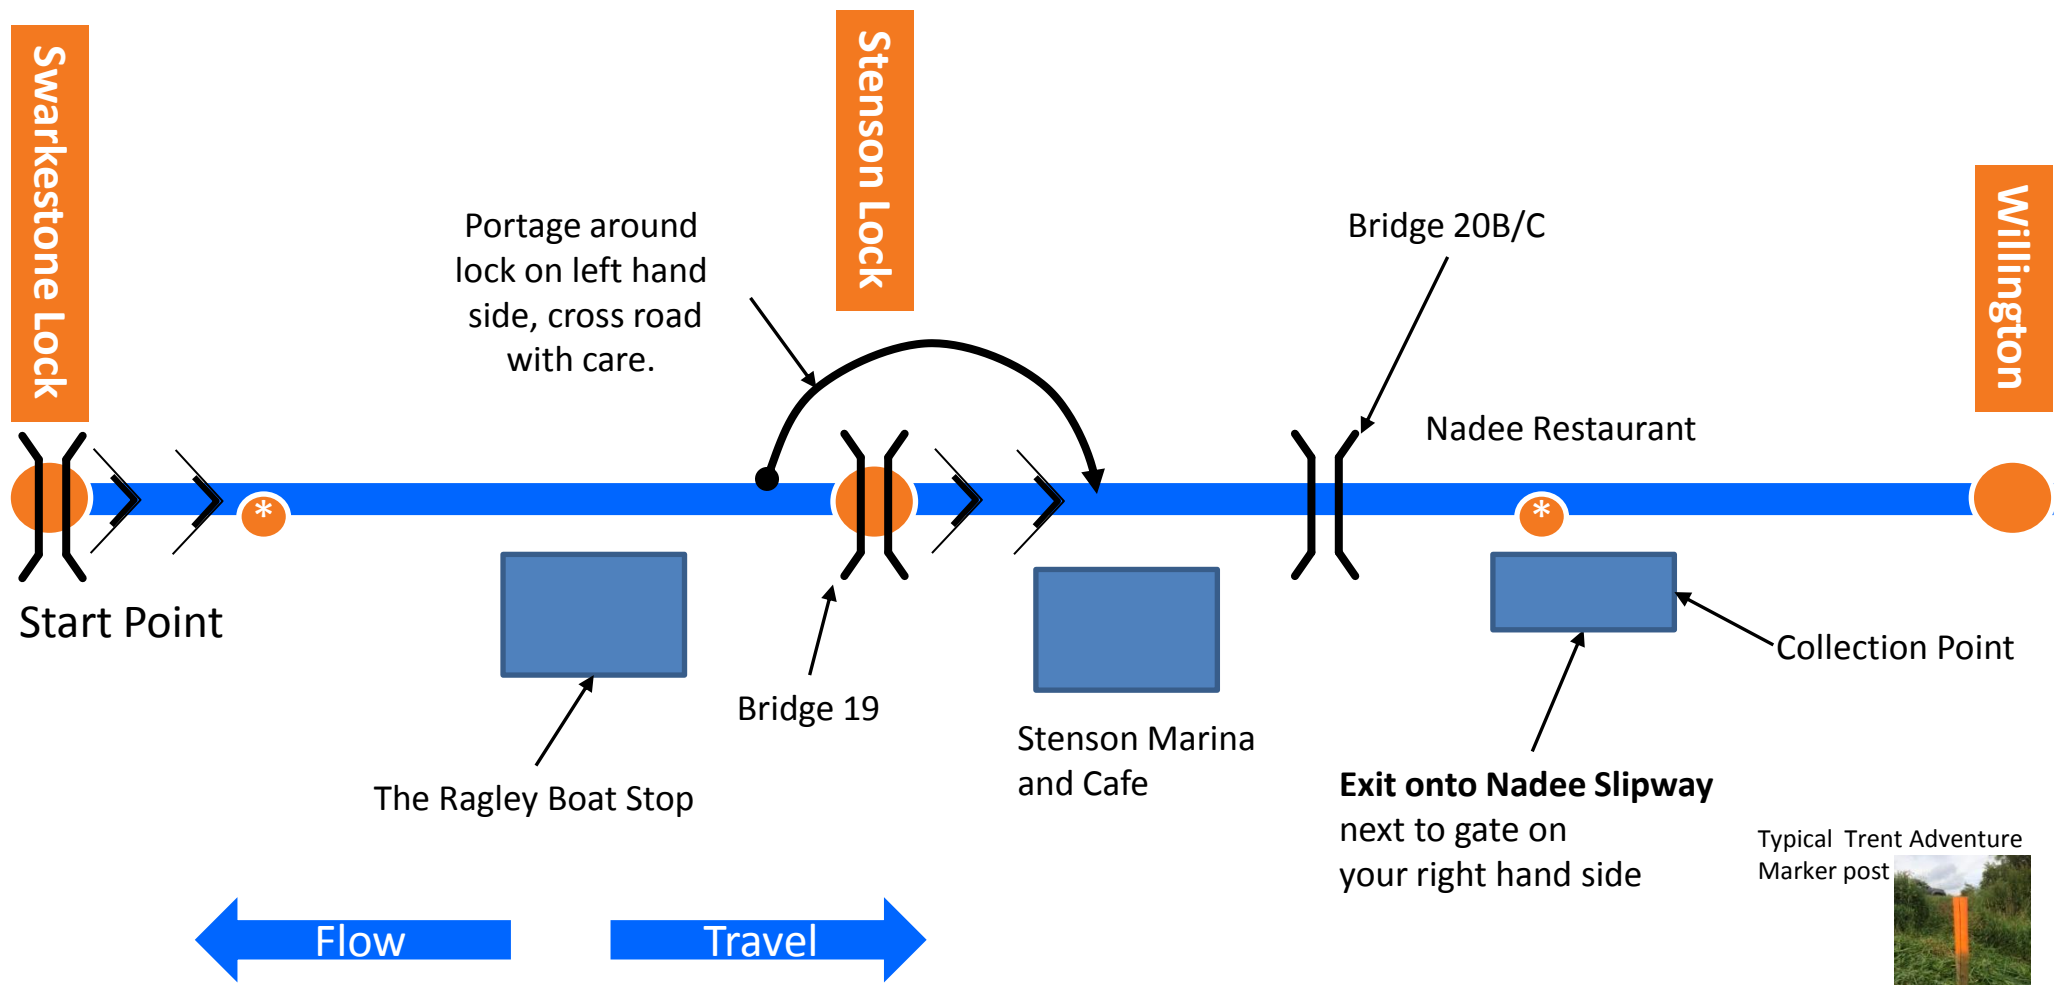 Swarkestone Lock
Stenson Lock
Willington
Portage around
lock on left hand
side, cross road
with care.
Bridge 20B/C
Nadee Restaurant
*
*
Start Point
Bridge 19
The Ragley Boat Stop
Stenson Marina
and Cafe
Collection Point
Exit onto Nadee Slipway
next to gate on
your right hand side
Typical Trent Adventure
Marker post
Flow
Travel